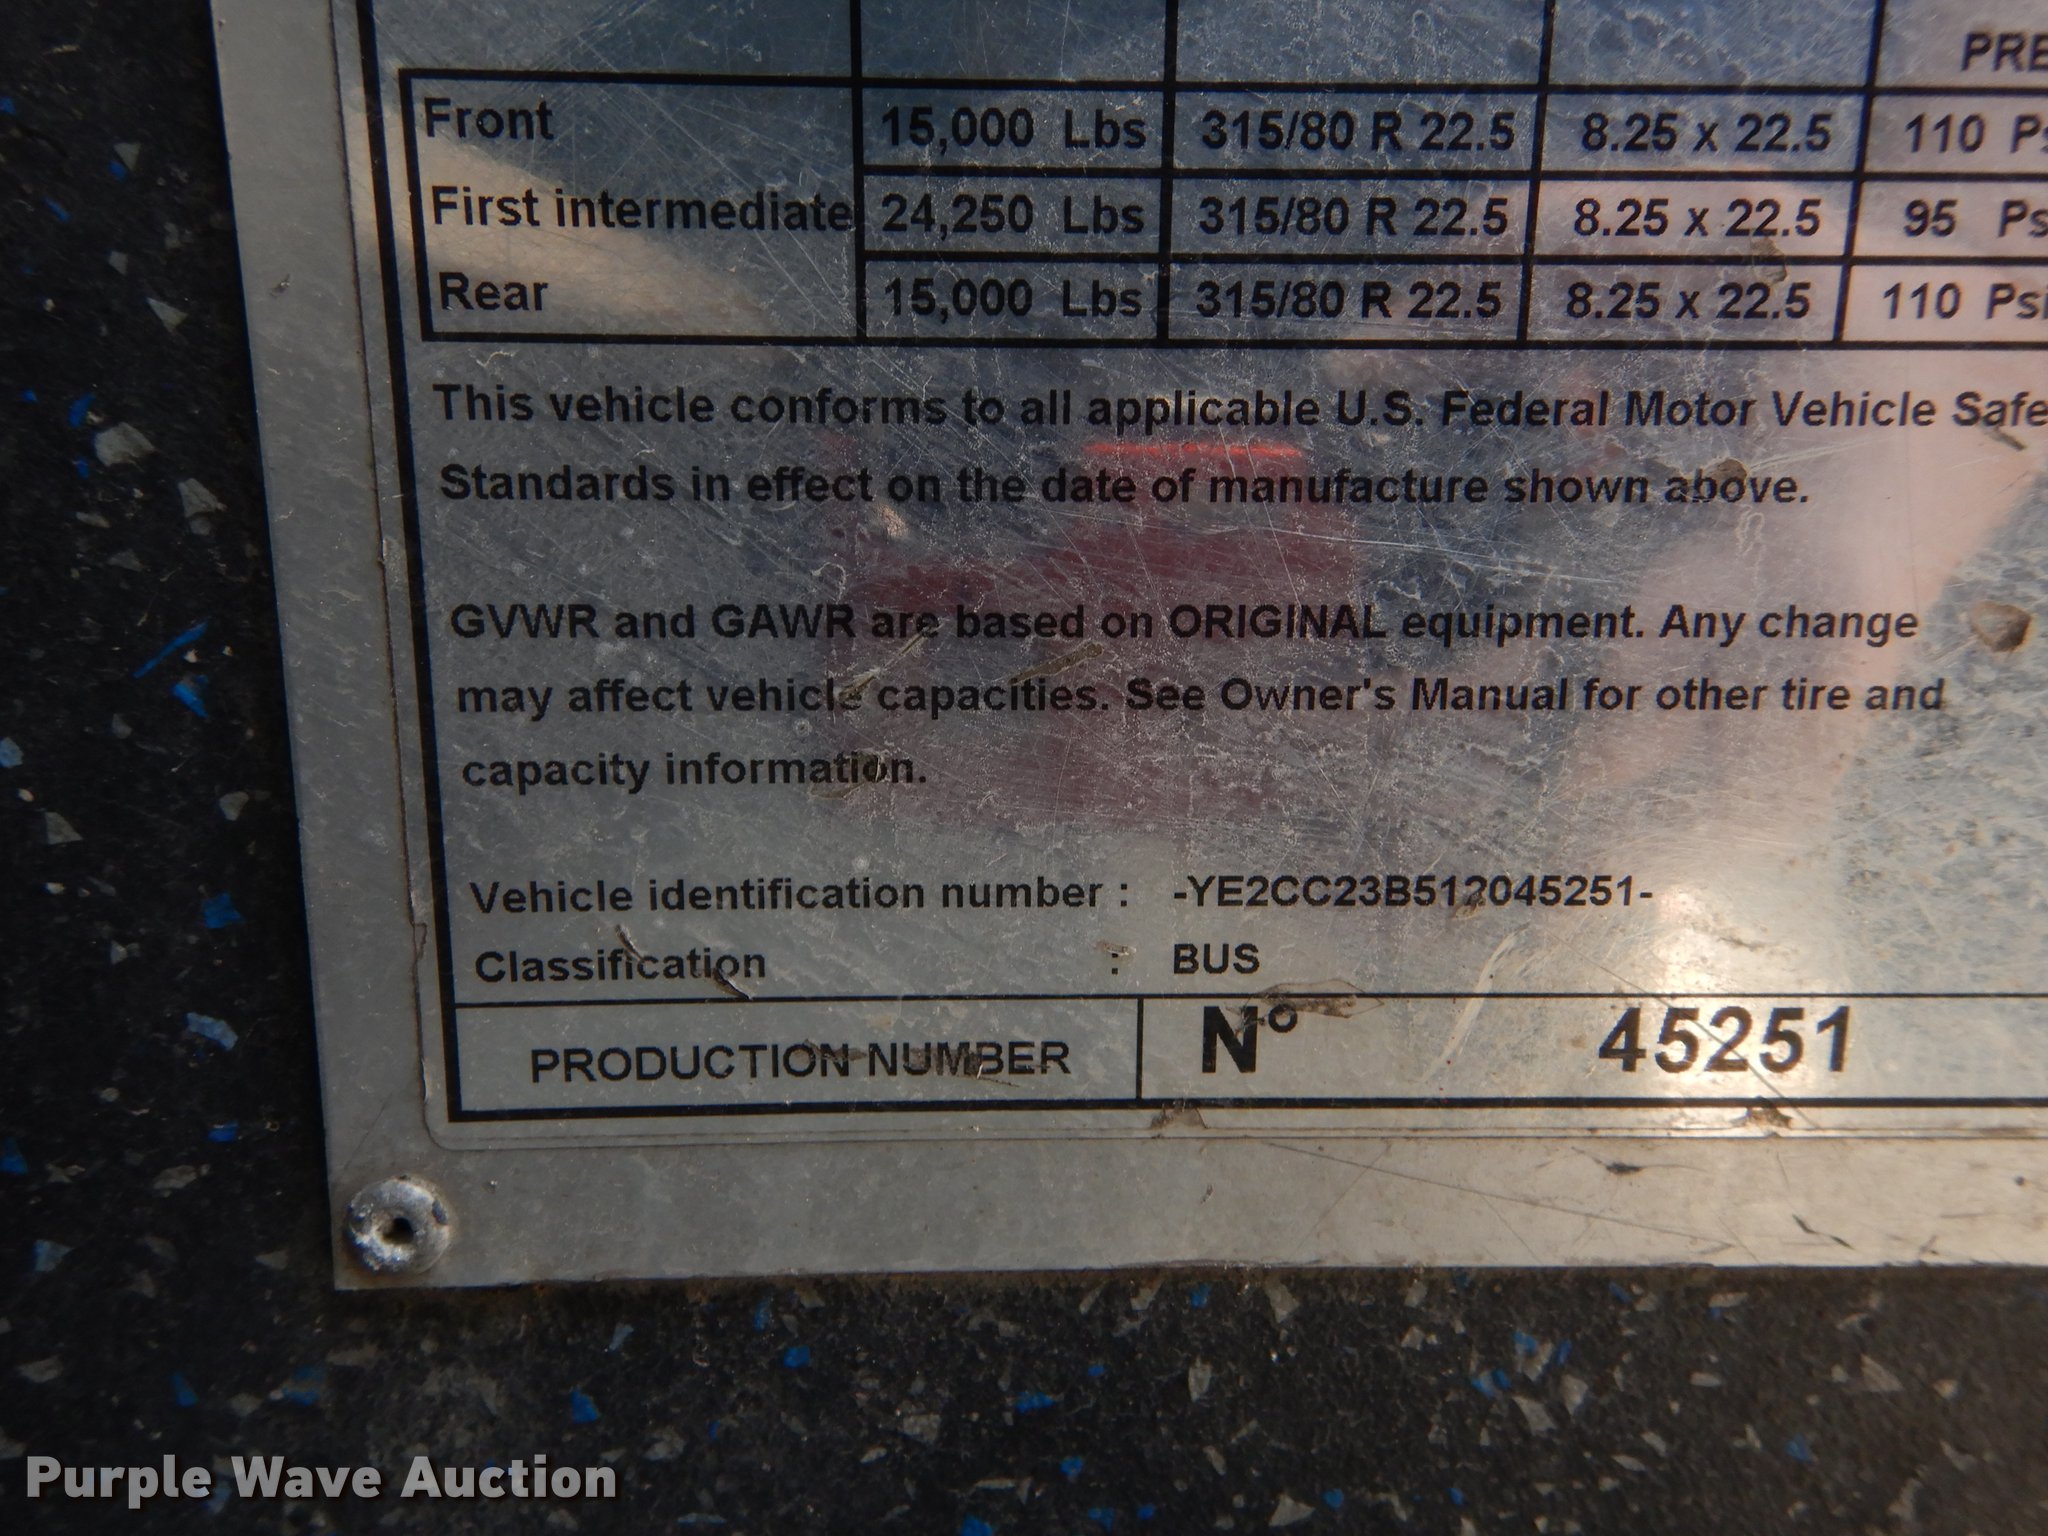 PRE
Front 15,000 Lbs 315/80 R 22.5 8.25 x 22.5 110 Ps
First intermediate 24,250 Lbs 315/80 R 22.5 8.25 x 22.5 95 Ps
Rear 15,000 Lbs 315/80 R 22.5 8.25 x 22.5 110 Psi
This vehicle conforms to all applicable U.S. Federal Motor Vehicle Safe
Standards in effect on the date of manufacture shown above.
GVWR and GAWR are based on ORIGINAL equipment. Any change
may affect vehicle capacities. See Owner's Manual for other tire and
capacity information.
Vehicle identification number : -YE2CC23B512045251-
Classification : BUS
PRODUCTION NUMBER N° 45251
Purple Wave Auction